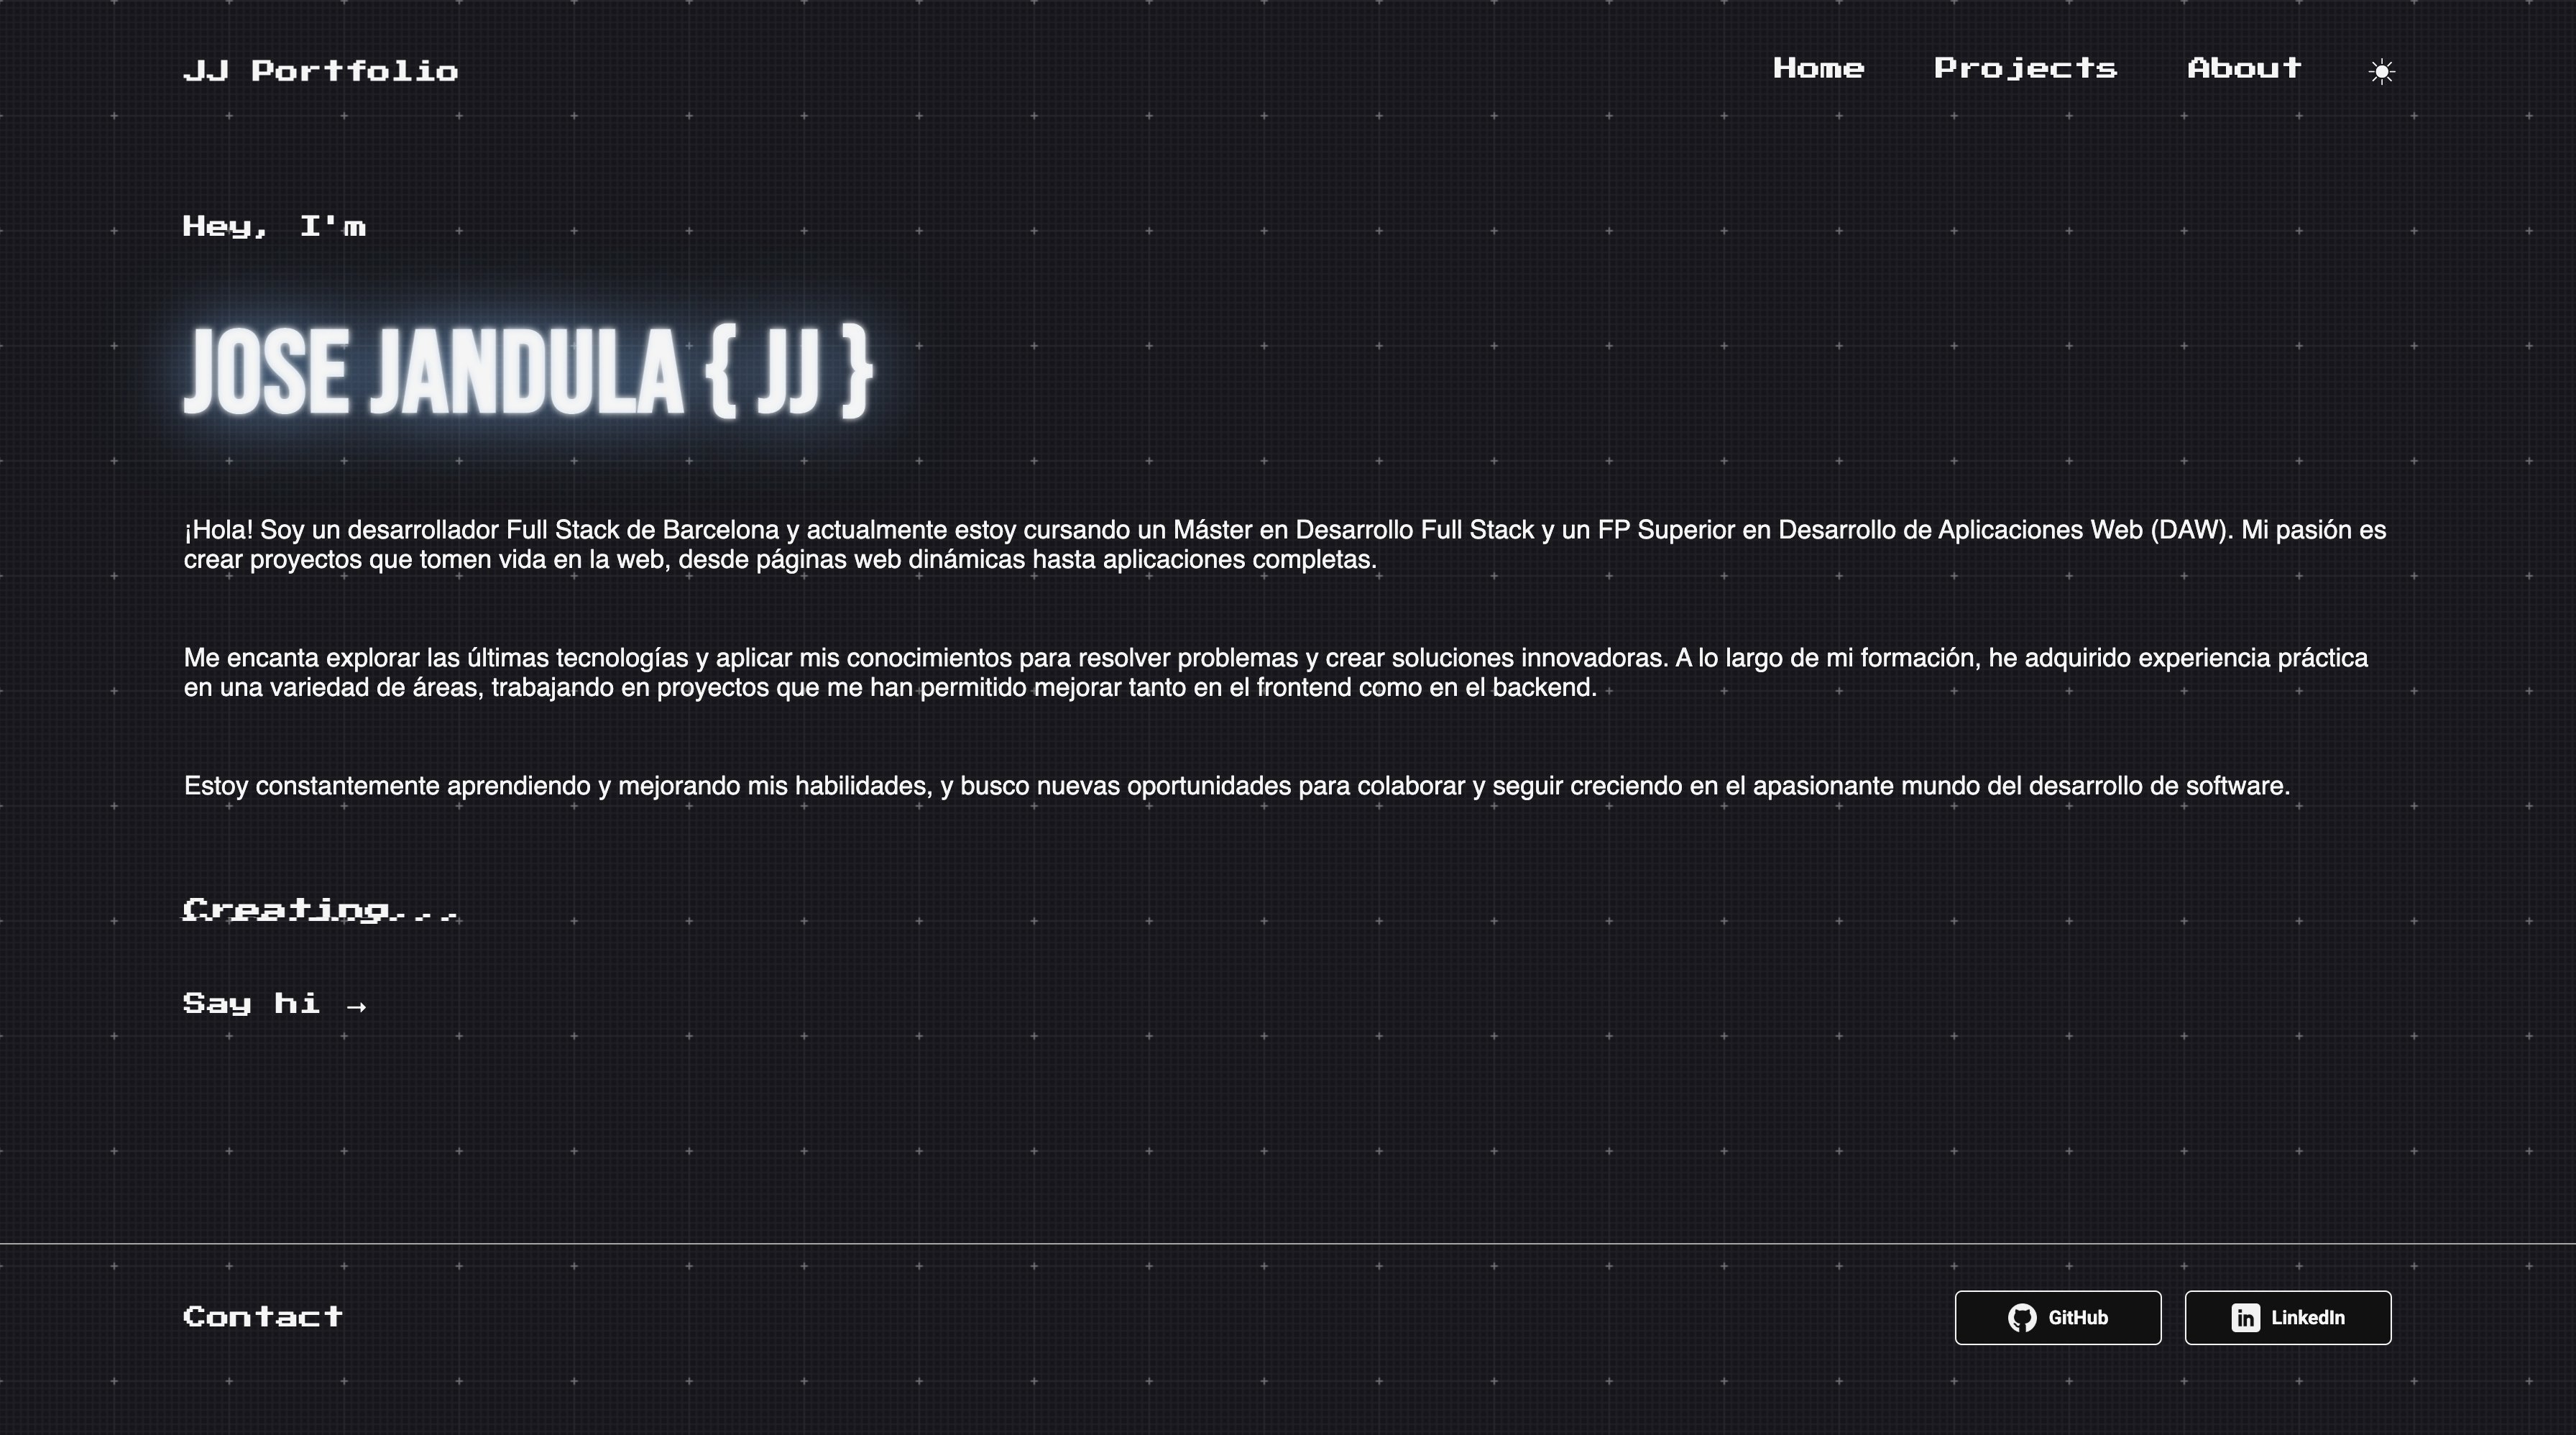 JJ Portfolio
Home Projects About
Hey, I'm
JOSE JANDULA { JJ }
¡Hola! Soy un desarrollador Full Stack de Barcelona y actualmente estoy cursando un Máster en Desarrollo Full Stack y un FP Superior en Desarrollo de Aplicaciones Web (DAW). Mi pasión es
crear proyectos que tomen vida en la web, desde páginas web dinámicas hasta aplicaciones completas.
Me encanta explorar las últimas tecnologías y aplicar mis conocimientos para resolver problemas y crear soluciones innovadoras. A lo largo de mi formación, he adquirido experiencia práctica
en una variedad de áreas, trabajando en proyectos que me han permitido mejorar tanto en el frontend como en el backend.
Estoy constantemente aprendiendo y mejorando mis habilidades, y busco nuevas oportunidades para colaborar y seguir creciendo en el apasionante mundo del desarrollo de software.
Creating...
Say hi →
Contact
GitHub LinkedIn